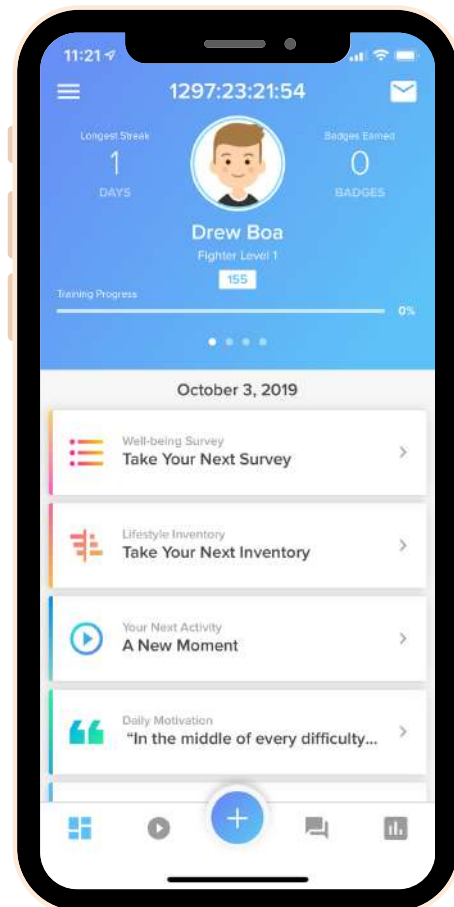 11:21
1297:23:21:54
Longest Streak
1
DAYS
Badges Earned
0
BADGES
Drew Boa
Fighter Level 1
155
Training Progress
0%
October 3, 2019
Well-being Survey
Take Your Next Survey
Lifestyle Inventory
Take Your Next Inventory
Your Next Activity
A New Moment
Daily Motivation
“In the middle of every difficulty...